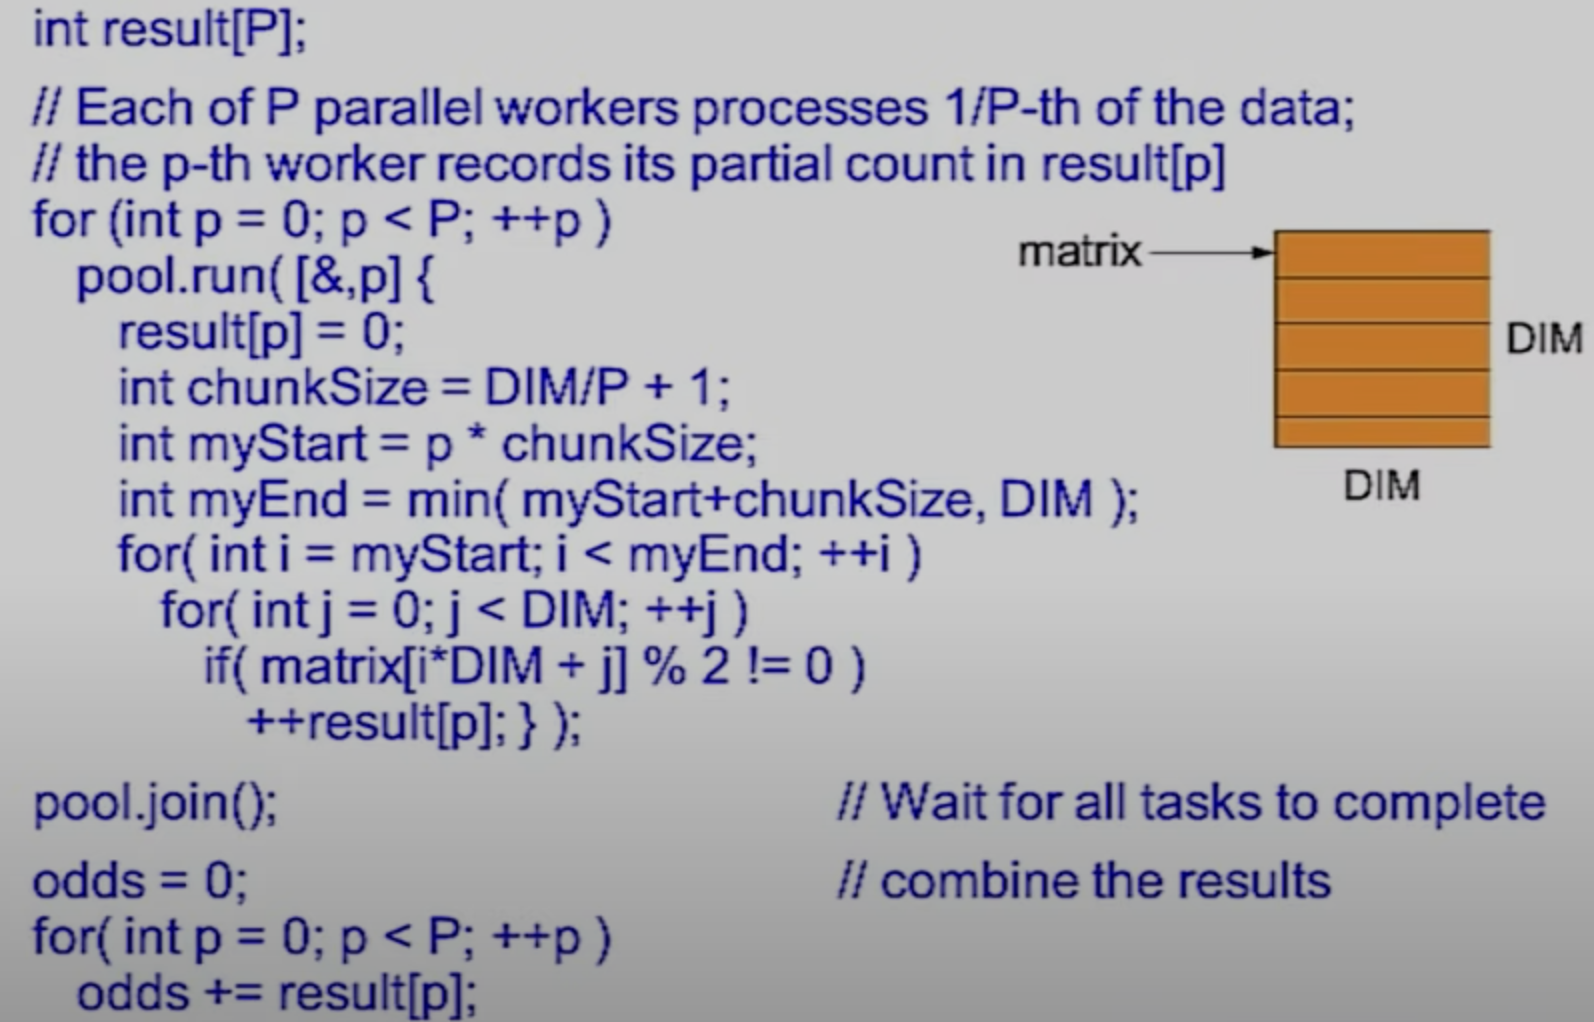 int result[P];
// Each of P parallel workers processes 1/P-th of the data;
// the p-th worker records its partial count in result[p]
for (int p = 0; p < P; ++p )
pool.run( [&,p] {
result[p] = 0;
int chunkSize = DIM/P + 1;
int myStart = p * chunkSize;
int myEnd = min( myStart+chunkSize, DIM );
for( int i = myStart; i < myEnd; ++i )
for( int j = 0; j < DIM; ++j )
if( matrix[i*DIM + j] % 2 != 0 )
++result[p]; } );
matrix
DIM
DIM
pool.join(); // Wait for all tasks to complete
odds = 0; // combine the results
for( int p = 0; p < P; ++p )
odds += result[p];